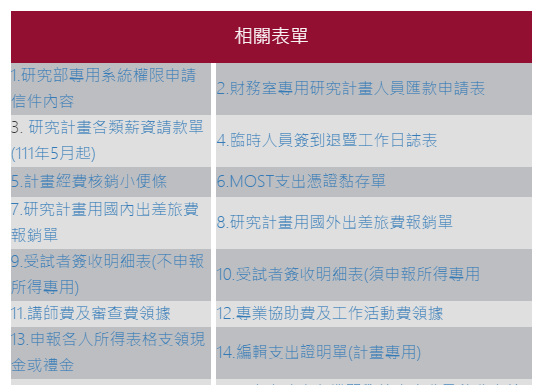 相關表單
1.研究部專用系統權限申請
信件內容
2.財務室專用研究計畫人員匯款申請表
3. 研究計畫各類薪資請款單
(111年5月起)
4.臨時人員簽到退暨工作日誌表
5.計畫經費核銷小便條
6.MOST支出憑證黏存單
7.研究計畫用國內出差旅費
報銷單
8.研究計畫用國外出差旅費報銷單
9.受試者簽收明細表(不申報
所得專用)
10.受試者簽收明細表(須申報所得專用
11.講師費及審查費領據
12.專業協助費及工作活動費領據
13.申報各人所得表格支領現
金或禮金
14.編輯支出證明單(計畫專用)